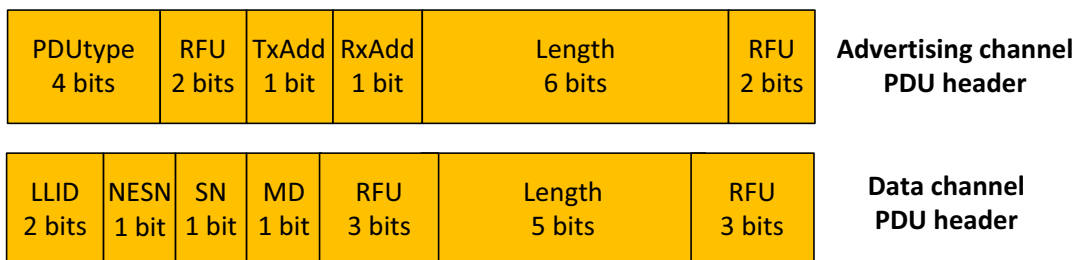 PDUtype RFU TxAdd RxAdd Length RFU
4 bits 2 bits 1 bit 1 bit 6 bits 2 bits
Advertising channel
PDU header
LLID NESN SN MD RFU Length RFU
2 bits 1 bit 1 bit 1 bit 3 bits 5 bits 3 bits
Data channel
PDU header